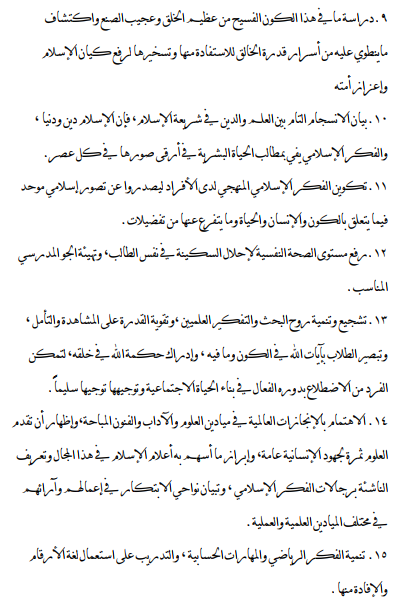 ٩ . دراسة ما في هذا الكون الفسيح من عظيم الخلق وعجيب الصنع واكتشاف
ما ينطوي عليه من أسرار قدرة الخالق للاستفادة منها وتسخيرها لرفع كيان الإسلام
وإعزاز أمته
١٠ . بيان الانسجام التام بين العلم والدين في شريعة الإسلام، فإن الإسلام دين ودنيا ،
والفكر الإسلامي يفي بمطالب الحياة البشرية في أرقى صورها في كل عصر .
١١ . تكوين الفكر الإسلامي المنهجي لدى الأفراد ليصدروا عن تصور إسلامي موحد
فيما يتعلق بالكون والإنسان والحياة وما يتفرع عنها من تفضيلات .
١٢ . رفع مستوى الصحة النفسية لإحلال السكينة في نفس الطالب، وتهيئة الجو المدرسي
المناسب .
١٣ . تشجيع وتنمية روح البحث والتفكير العلميين ، وتقوية القدرة على المشاهدة والتأمل ،
وتبصير الطلاب بآيات الله في الكون وما فيه ، وإدراك حكمة الله في خلقه، لتمكن
الفرد من الاضطلاع بدوره الفعال في بناء الحياة الاجتماعية وتوجيهها توجيها سليماً .
١٤ . الاهتمام بالإنجازات العالمية في ميادين العلوم والآداب والفنون المباحة، وإظهار أن تقدم
العلوم ثمرة لجهود الإنسانية عامة، وإبراز ما أسهم به أعلام الإسلام في هذا المجال وتعريف
الناشئة برجالات الفكر الإسلامي ، وتبيان نواحي الابتكار في إعمالهم وآرائهم
في مختلف الميادين العلمية والعملية .
١٥ . تنمية الفكر الرياضي والمهارات الحسابية ، والتدريب على استعمال لغة الأرقام
والإفادة منها .